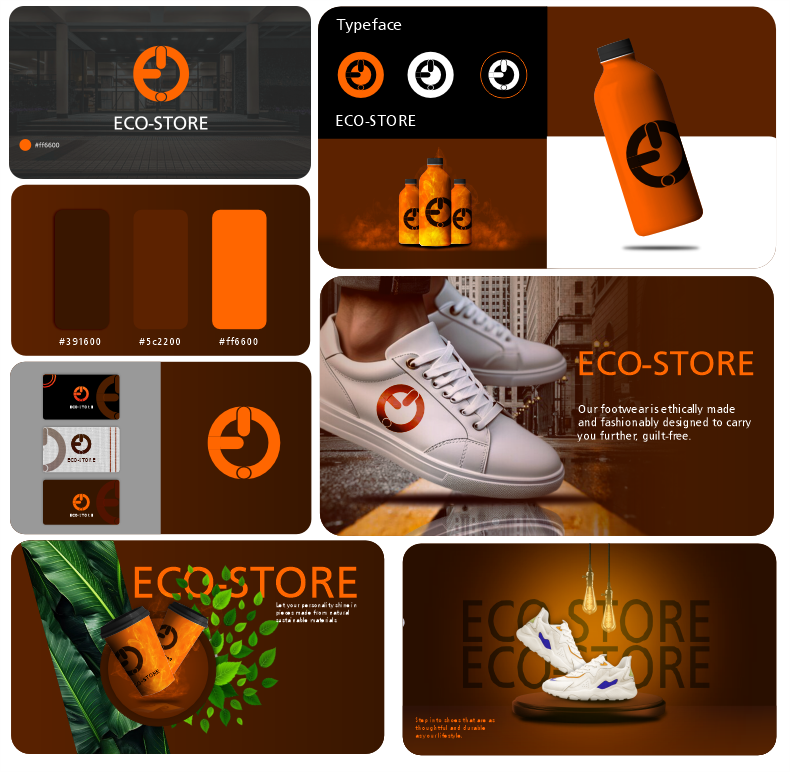 ECO-STORE
#ff6600
Typeface
ECO-STORE
#391600
#5c2200
#ff6600
ECO-STORE
ECO-STORE
ECO-STORE
ECO-STORE
Our footwear is ethically made
and fashionably designed to carry
you further, guilt-free.
ECO-STORE
Let your personality shine in
pieces made from natural
sustainable materials.
ECO-STORE
ECO-STORE
Step into shoes that are as
thoughtful and durable
as your lifestyle.